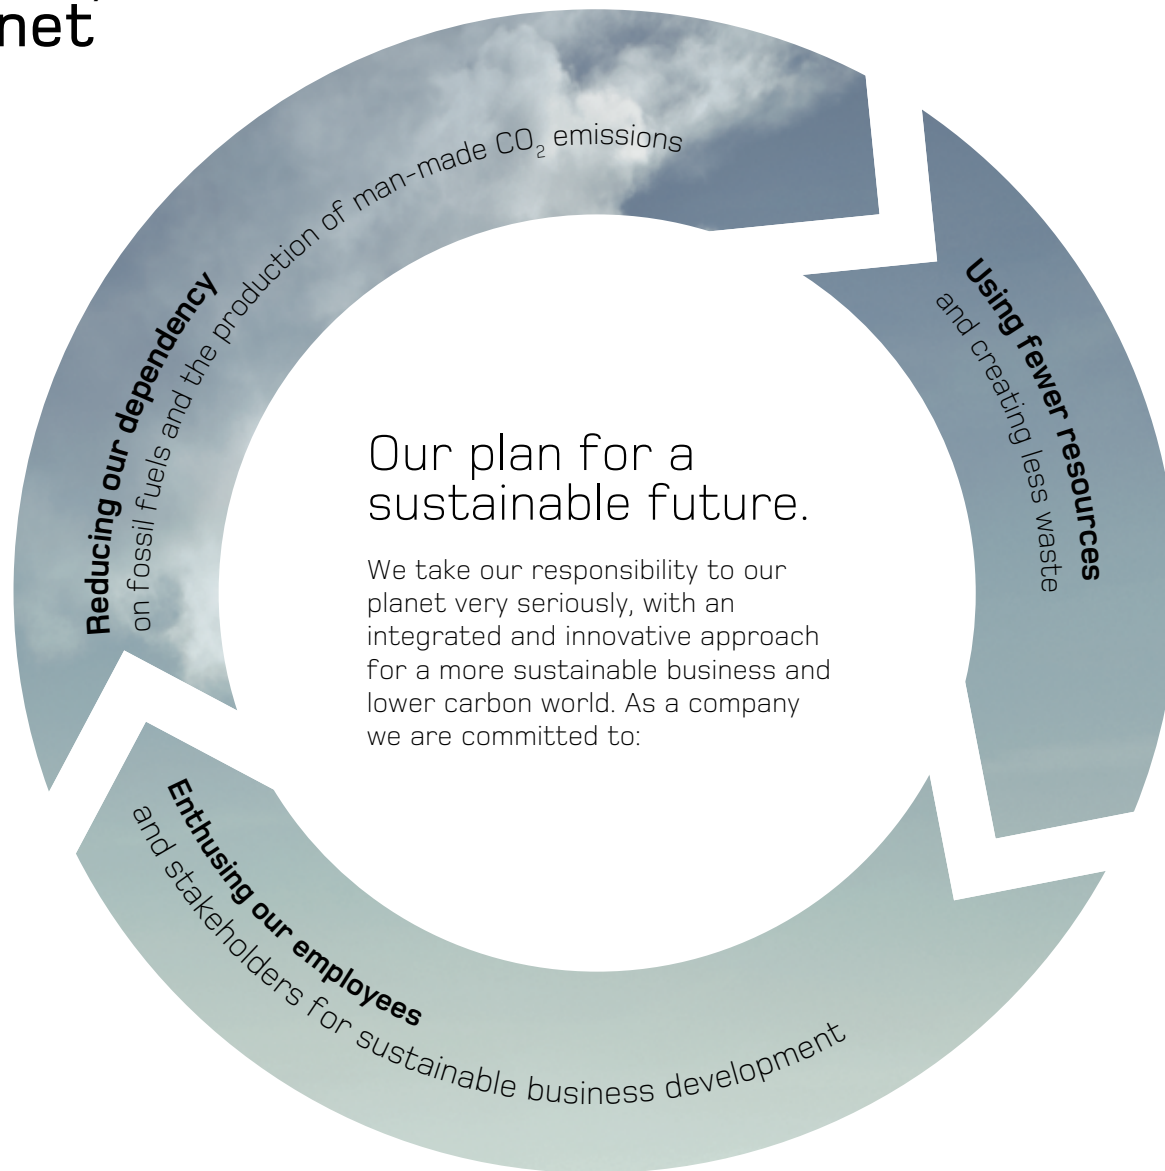 net
Reducing our dependency
on fossil fuels and the production of man-made CO₂ emissions
Using fewer resources
and creating less waste
Our plan for a
sustainable future.
We take our responsibility to our
planet very seriously, with an
integrated and innovative approach
for a more sustainable business and
lower carbon world. As a company
we are committed to:
Enthusing our employees
and stakeholders for sustainable business development